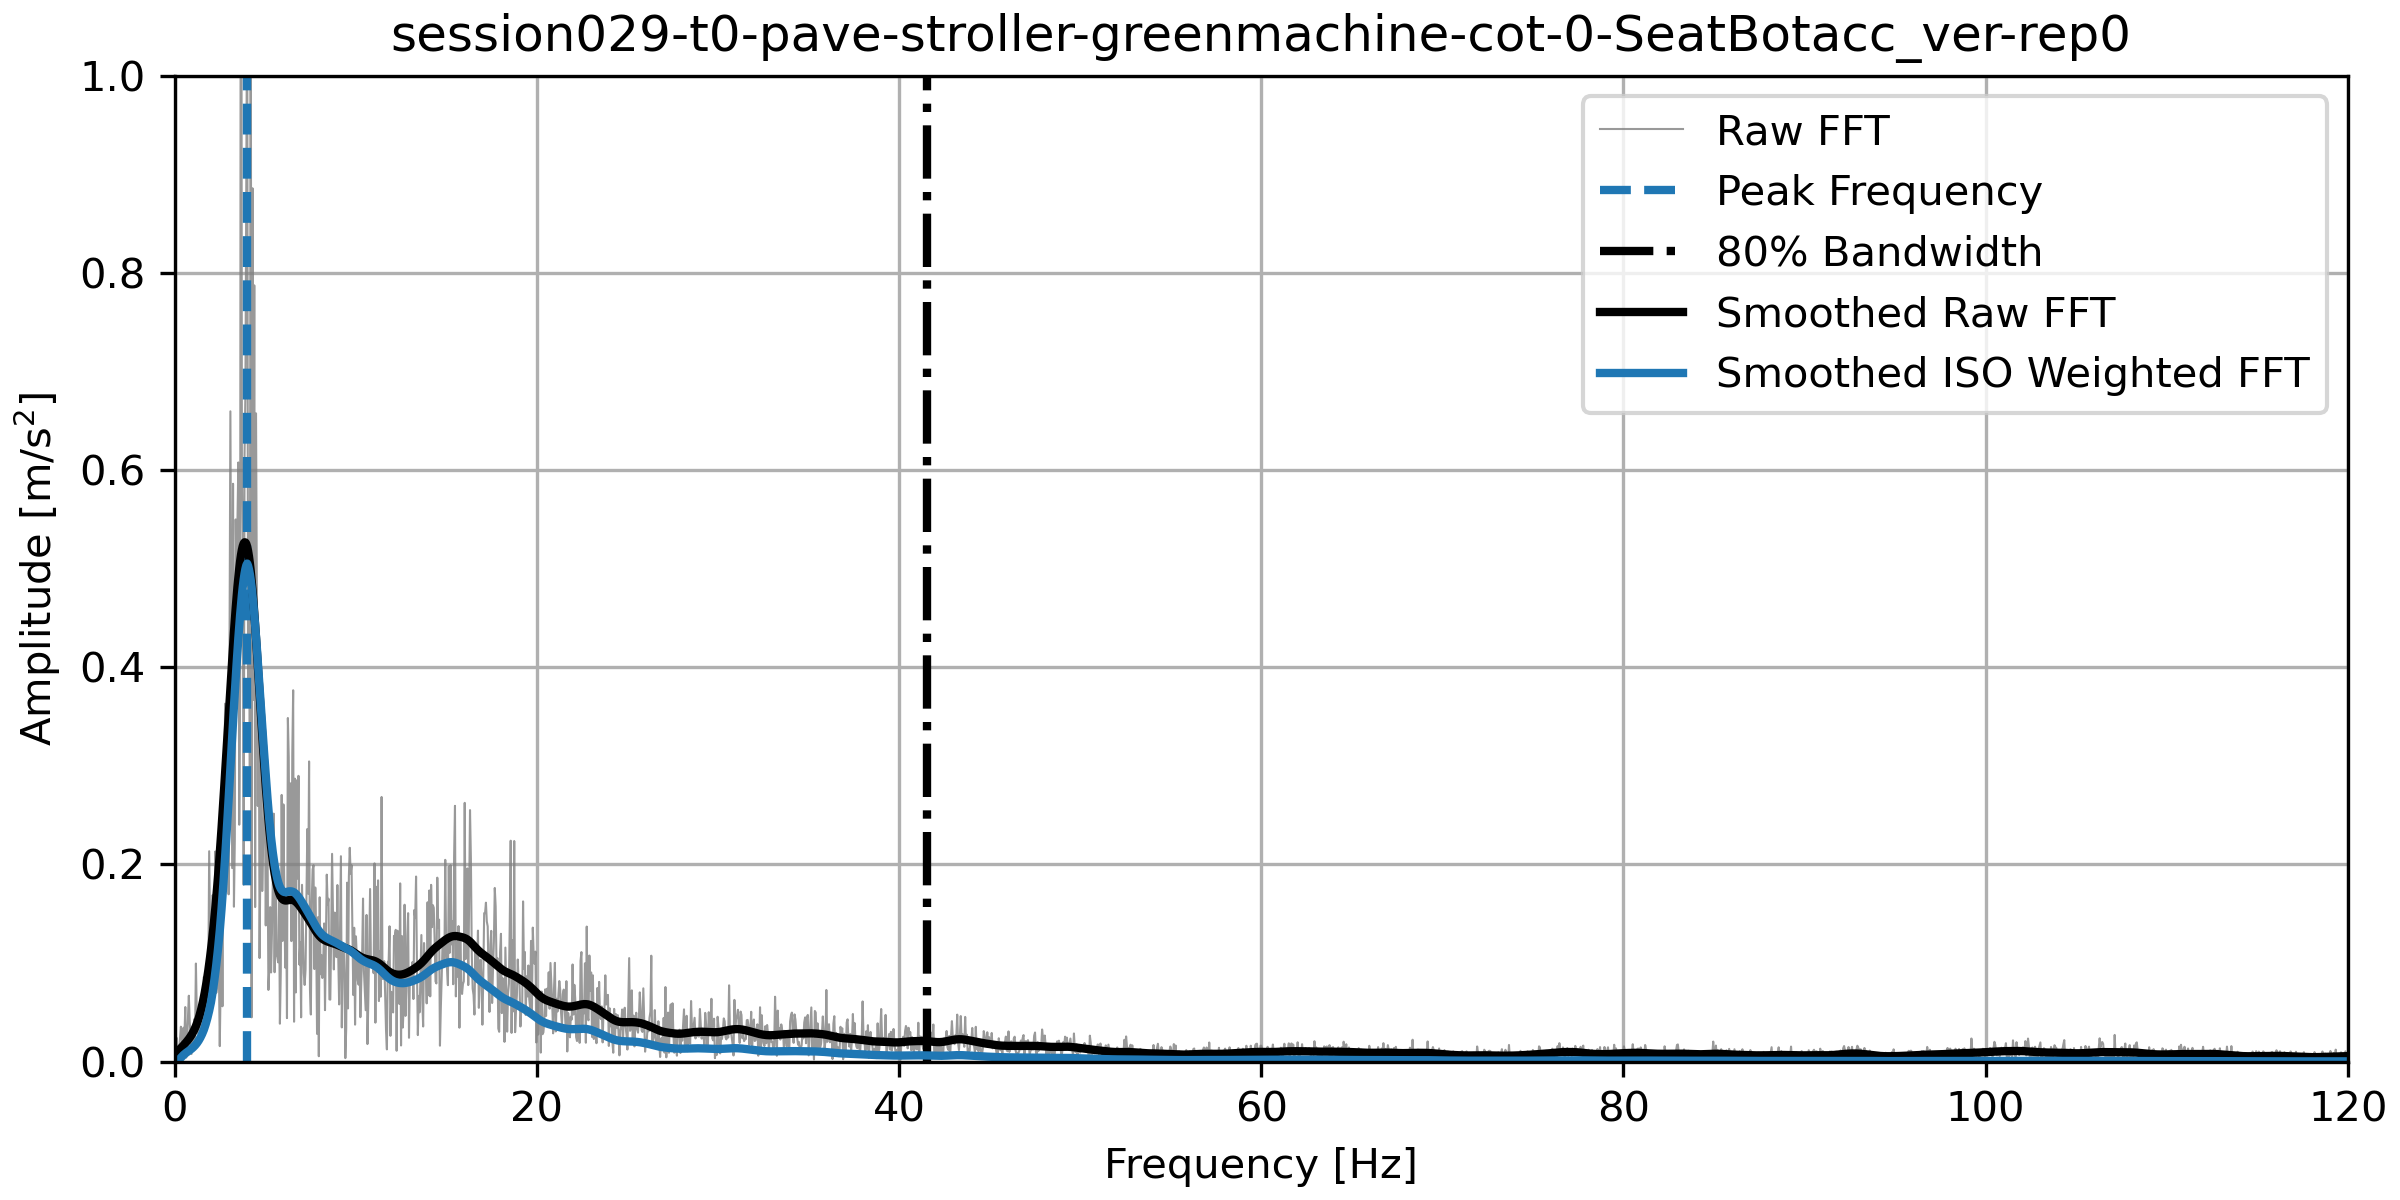 session029-t0-pave-stroller-greenmachine-cot-0-SeatBotacc_ver-rep0
1.0
0.8
0.6
0.4
0.2
0.0
Amplitude [m/s²]
Raw FFT
Peak Frequency
80% Bandwidth
Smoothed Raw FFT
Smoothed ISO Weighted FFT
0 20 40 60 80 100 120
Frequency [Hz]